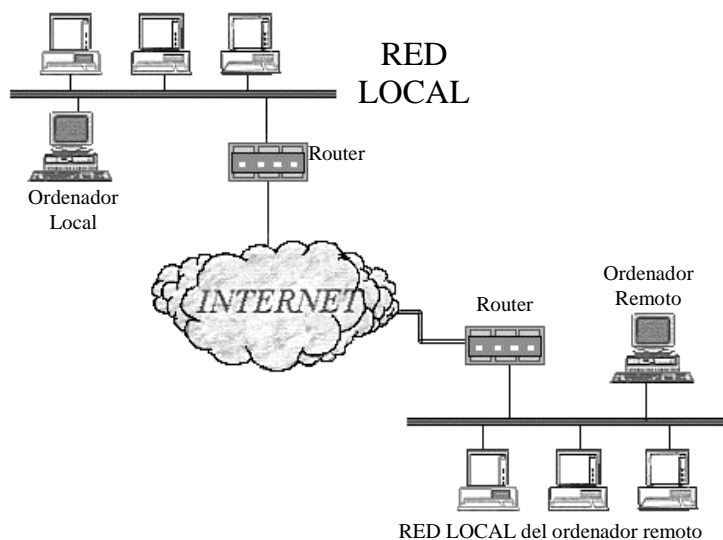 RED
LOCAL
Router
Ordenador
Local
INTERNET
Ordenador
Remoto
Router
RED LOCAL del ordenador remoto